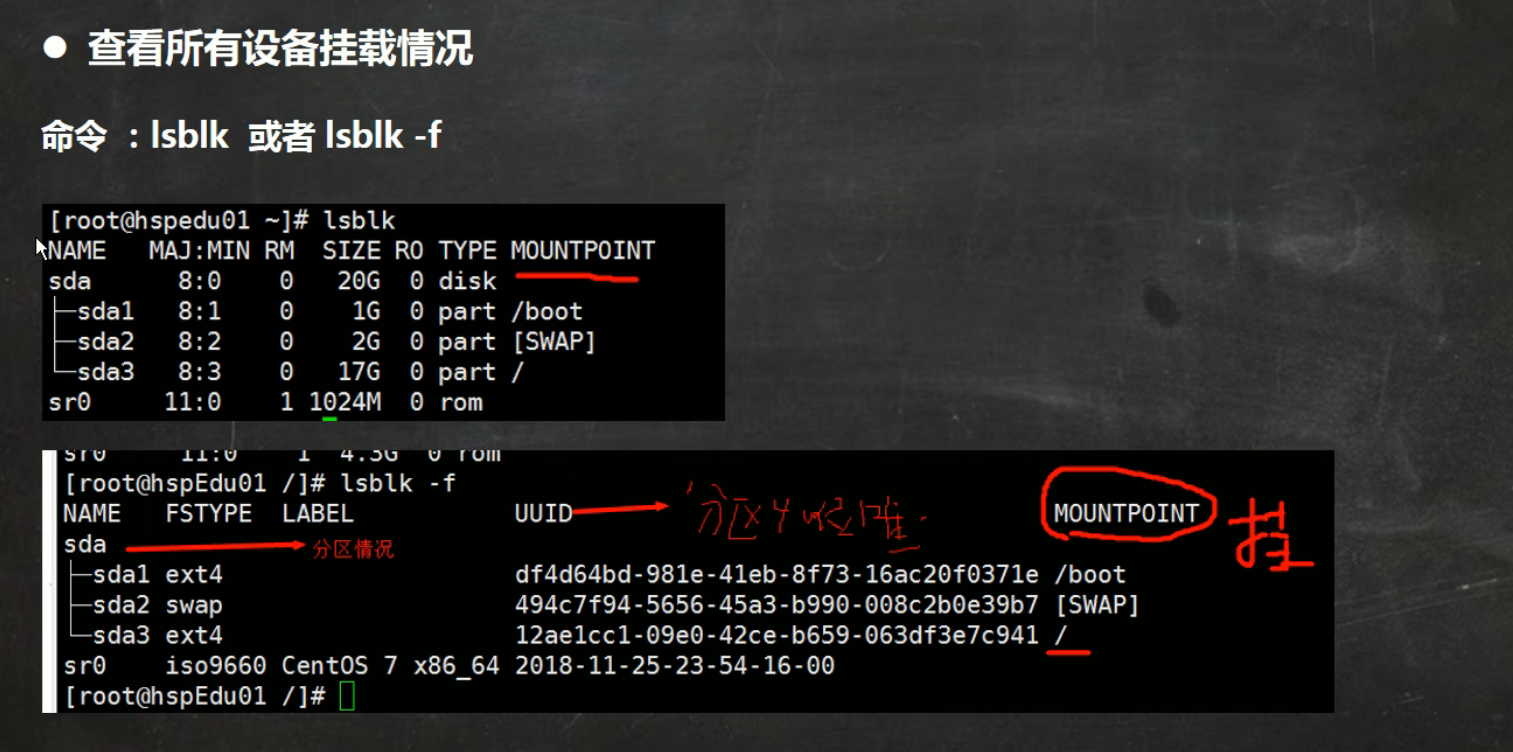 ● 查看所有设备挂载情况
命令 ：lsblk 或者 lsblk -f
[root@hspedu01 ~]# lsblk
NAME MAJ:MIN RM SIZE RO TYPE MOUNTPOINT
sda 8:0 0 20G 0 disk
├─sda1 8:1 0 1G 0 part /boot
├─sda2 8:2 0 2G 0 part [SWAP]
└─sda3 8:3 0 17G 0 part /
sr0 11:0 1 1024M 0 rom
sr0 11:0 1 4.3G 0 rom
[root@hspEdu01 /]# lsblk -f
NAME FSTYPE LABEL UUID 分区 MOUNTPOINT 挂
sda 分区情况
├─sda1 ext4 df4d64bd-981e-41eb-8f73-16ac20f0371e /boot
├─sda2 swap 494c7f94-5656-45a3-b990-008c2b0e39b7 [SWAP]
└─sda3 ext4 12ae1cc1-09e0-42ce-b659-063df3e7c941 /
sr0 iso9660 CentOS 7 x86_64 2018-11-25-23-54-16-00
[root@hspEdu01 /]#